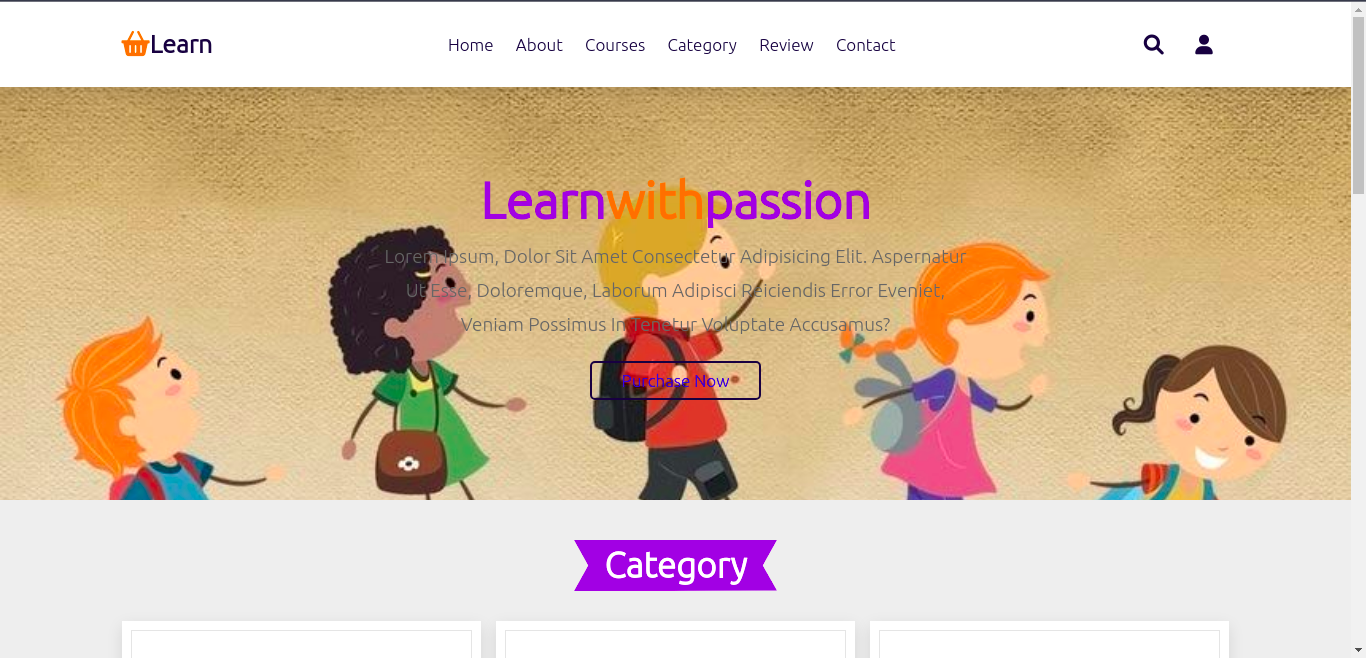 Learn
Home About Courses Category Review Contact
Learnwithpassion
Lorem Ipsum, Dolor Sit Amet Consectetur Adipisicing Elit. Aspernatur
Ut Esse, Doloremque, Laborum Adipisci Reiciendis Error Eveniet,
Veniam Possimus In Tenetur Voluptate Accusamus?
Purchase Now
Category